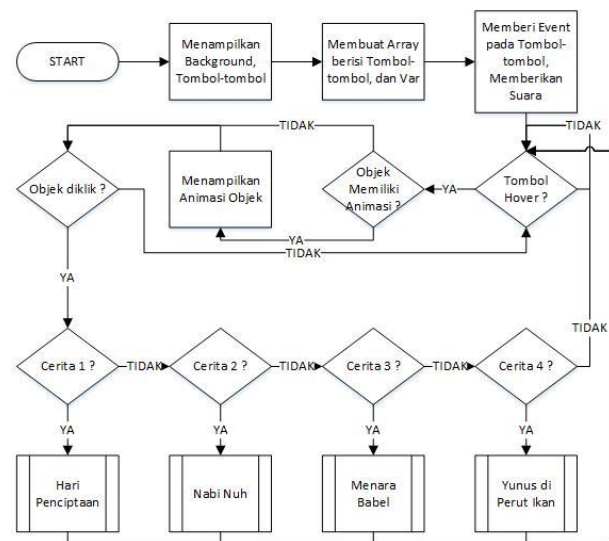 START
Menampilkan
Background,
Tombol-tombol
Membuat Array
berisi Tombol-
tombol, dan Var
Memberi Event
pada Tombol-
tombol,
Memberikan
Suara
TIDAK
TIDAK
Objek diklik ?
Menampilkan
Animasi Objek
Objek
Memiliki
Animasi ?
YA
Tombol
Hover ?
YA
TIDAK
YA
TIDAK
Cerita 1 ?
TIDAK
Cerita 2 ?
TIDAK
Cerita 3 ?
TIDAK
Cerita 4 ?
YA
YA
YA
YA
Hari
Penciptaan
Nabi Nuh
Menara
Babel
Yunus di
Perut Ikan